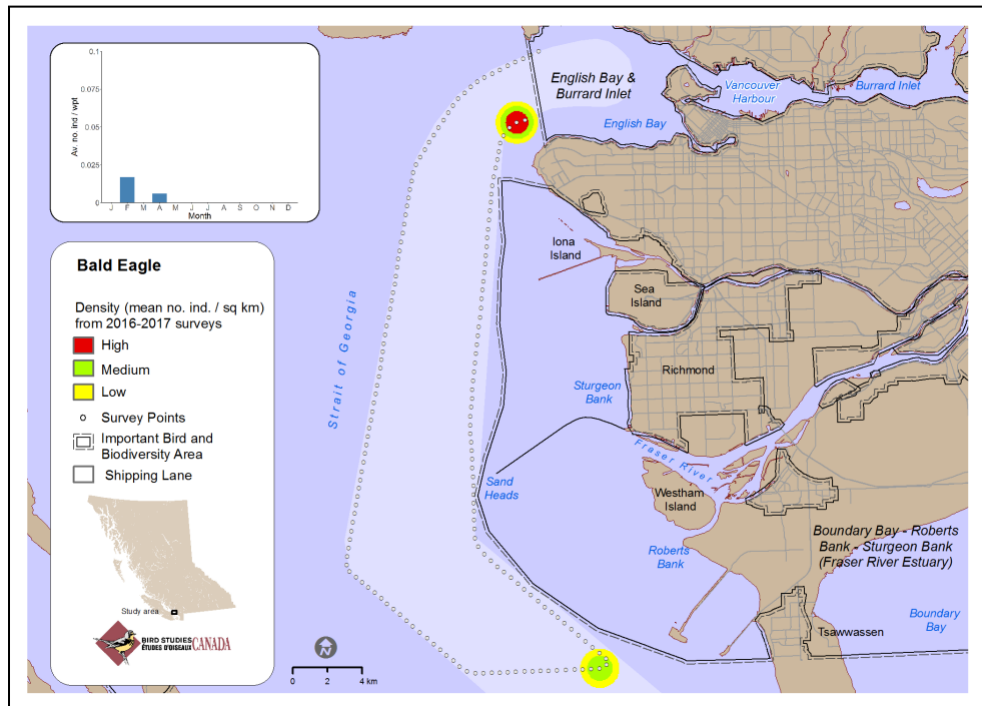 0.1
0.075
0.05
0.025
0
Av. no. ind / wpt
J F M A M J J A S O N D
Month
Bald Eagle
Density (mean no. ind. / sq km)
from 2016-2017 surveys
High
Medium
Low
Survey Points
Important Bird and
Biodiversity Area
Shipping Lane
Study area
BIRD STUDIES
ÉTUDES D'OISEAUX
CANADA
N
0 2 4 km
Strait of Georgia
English Bay &
Burrard Inlet
English Bay
Vancouver
Harbour
Burrard Inlet
Iona
Island
Sea
Island
Richmond
Sturgeon
Bank
Fraser River
Sand
Heads
Westham
Island
Roberts
Bank
Boundary Bay - Roberts
Bank - Sturgeon Bank
(Fraser River Estuary)
Boundary
Bay
Tsawwassen